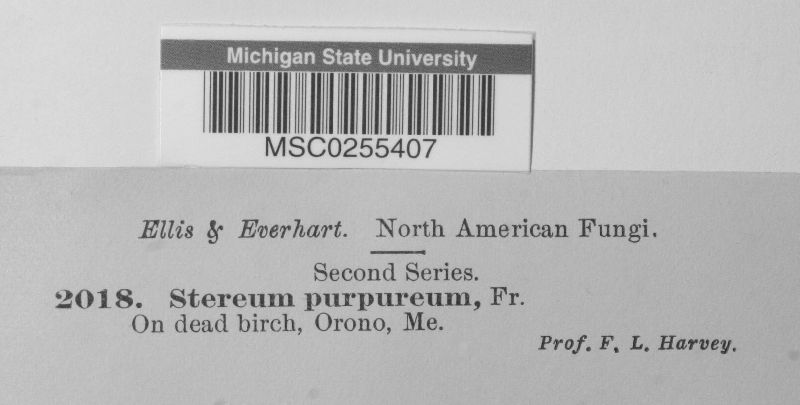 Michigan State University
MSC0255407
Ellis & Everhart. North American Fungi.
Second Series.
2018. Stereum purpureum, Fr.
On dead birch, Orono, Me.
Prof. F. L. Harvey.